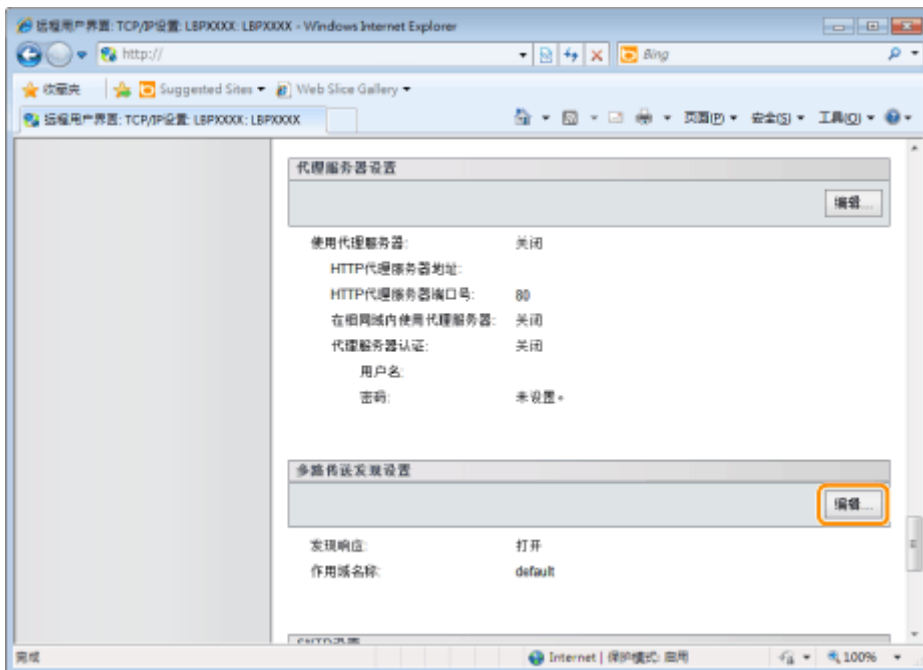 远程用户界面: TCP/IP设置: LBPXXXX: LBPXXXX - Windows Internet Explorer
http://
Bing
收藏夹 Suggested Sites Web Slice Gallery
远程用户界面: TCP/IP设置: LBPXXXX: LBPXXXX 页面(P) 安全(S) 工具(O)
代理服务器设置
编辑...
使用代理服务器: 关闭
HTTP代理服务器地址:
HTTP代理服务器端口号: 80
在相同域内使用代理服务器: 关闭
代理服务器认证: 关闭
用户名:
密码: 未设置。
多路传送发现设置
编辑...
发现响应: 打开
作用域名称: default
SNTP设置
完成 Internet | 保护模式: 启用 100%